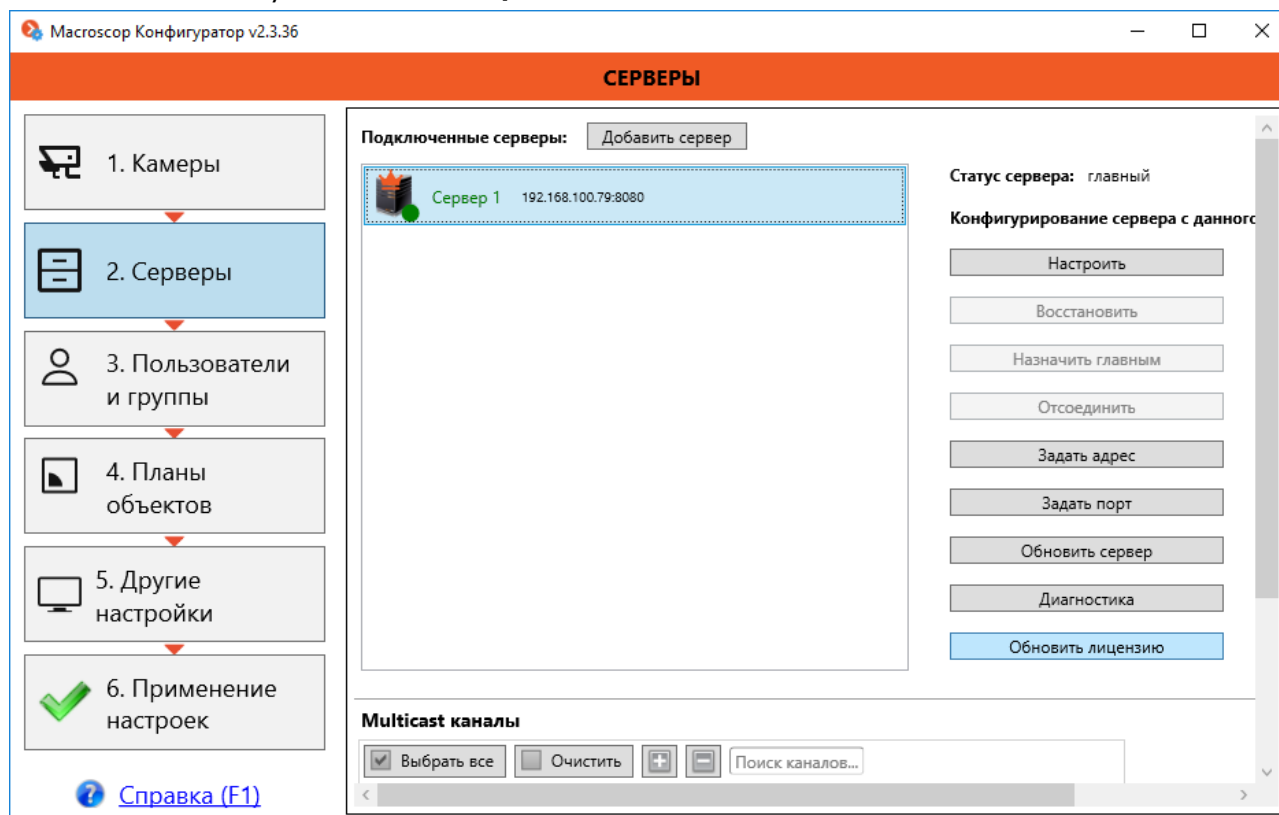 Macroscop Конфигуратор v2.3.36
СЕРВЕРЫ
1. Камеры
2. Серверы
3. Пользователи
и группы
4. Планы
объектов
5. Другие
настройки
6. Применение
настроек
Справка (F1)
Подключенные серверы:
Добавить сервер
Сервер 1 192.168.100.79:8080
Статус сервера: главный
Конфигурирование сервера с данного
Настроить
Восстановить
Назначить главным
Отсоединить
Задать адрес
Задать порт
Обновить сервер
Диагностика
Обновить лицензию
Multicast каналы
Выбрать все
Очистить
Поиск каналов...